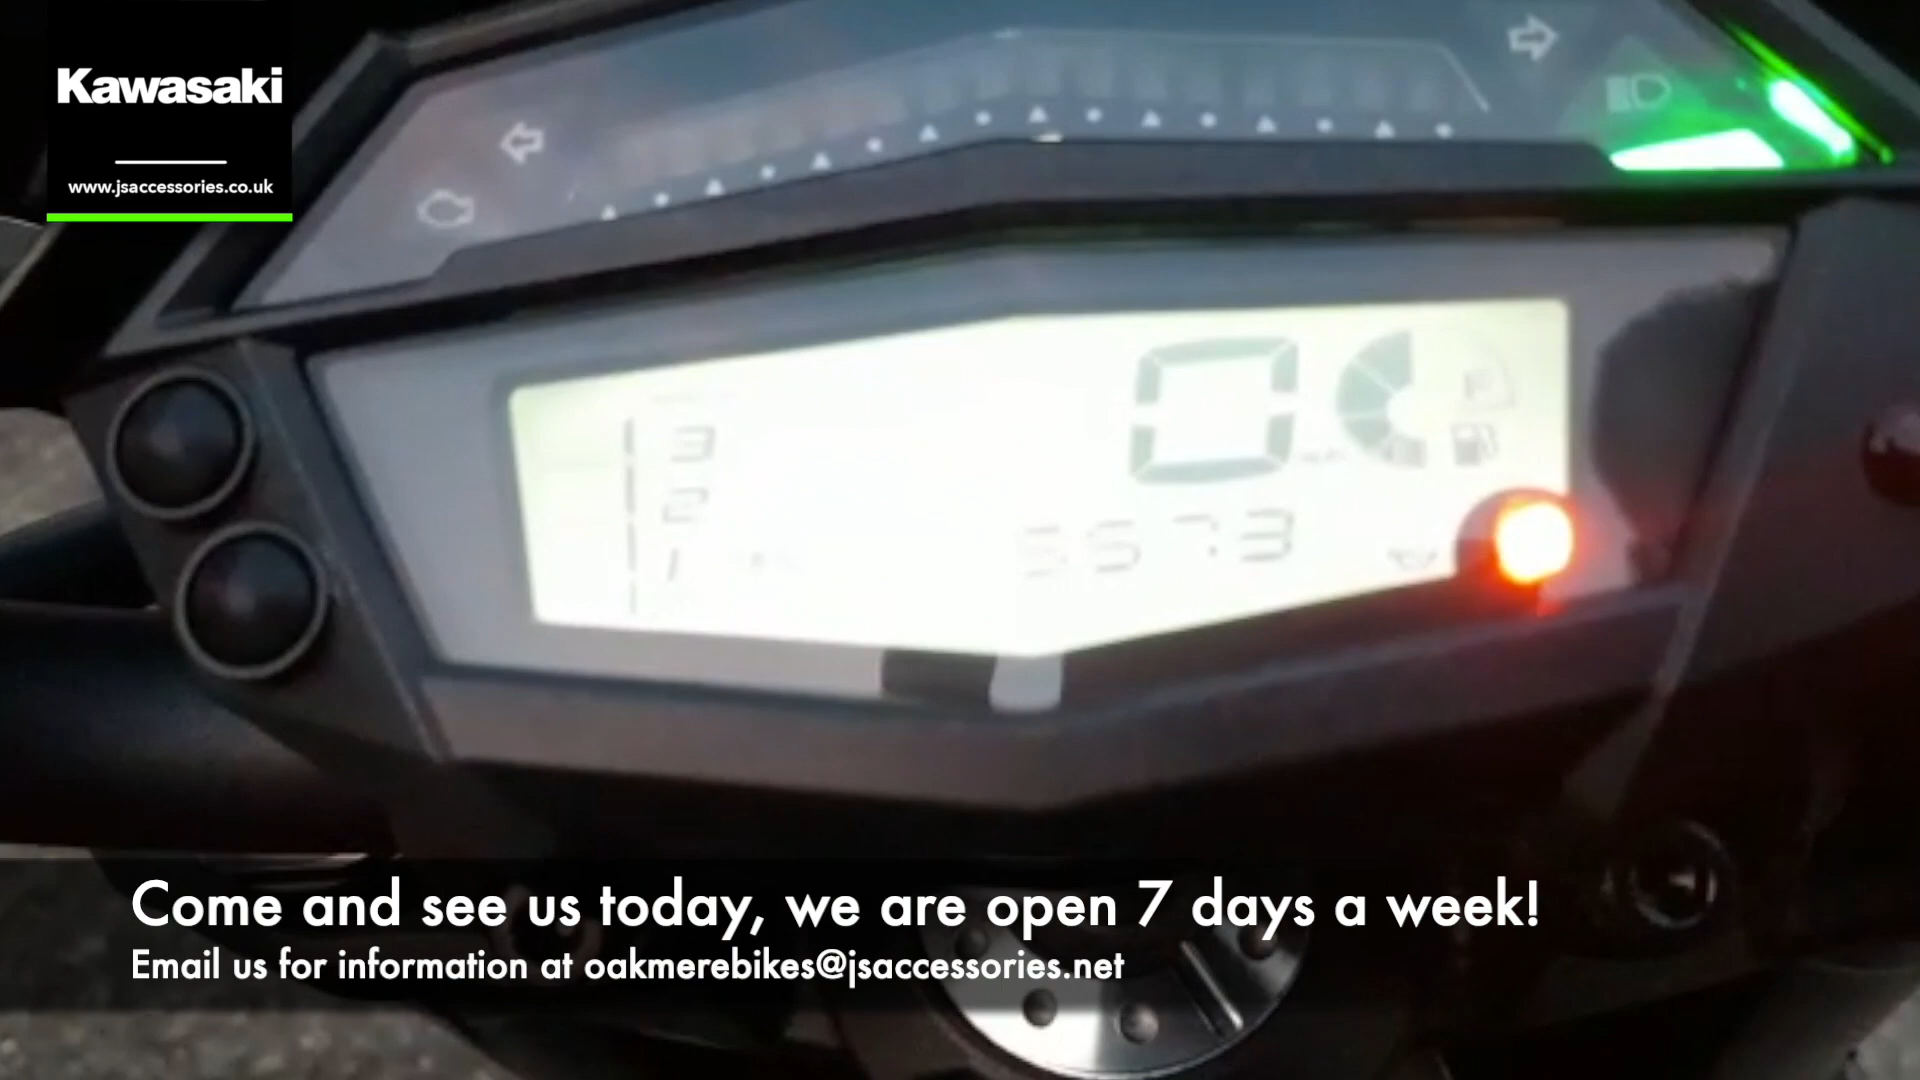 Kawasaki
www.jsaccessories.co.uk
0
3
2
1
5573
Come and see us today, we are open 7 days a week!
Email us for information at oakmerebikes@jsaccessories.net